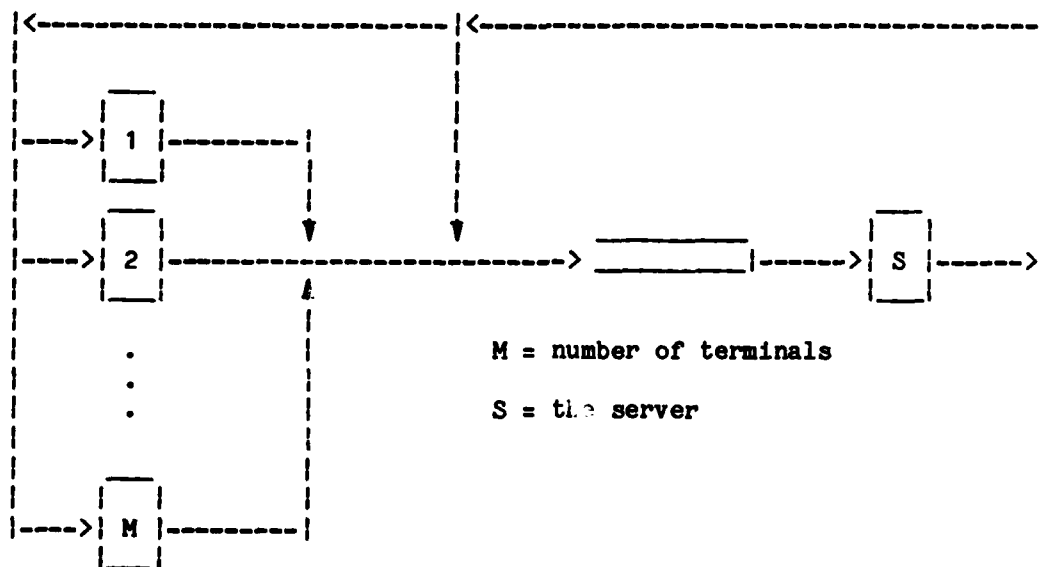 1
2
S
M = number of terminals
S = the server
M